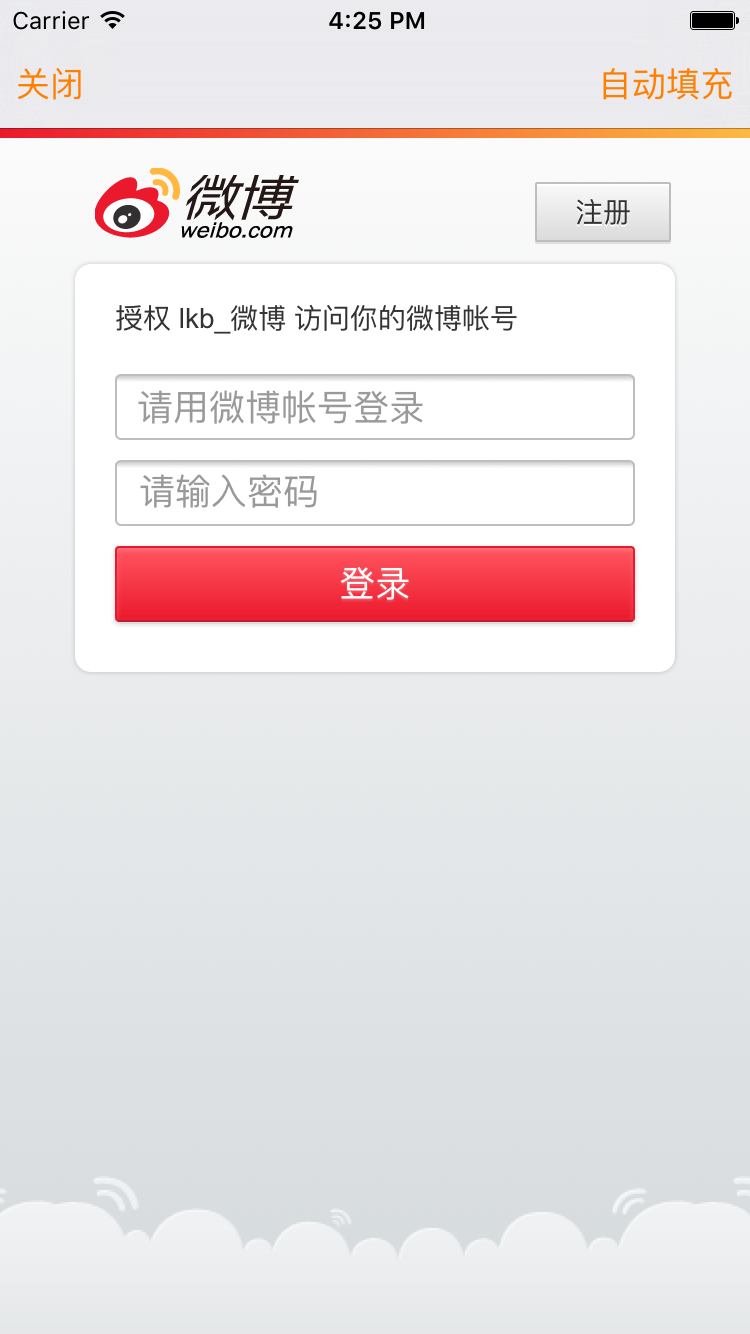 Carrier 4:25 PM
关闭 自动填充
微博
weibo.com
注册
授权 lkb_微博 访问你的微博帐号
请用微博帐号登录
请输入密码
登录